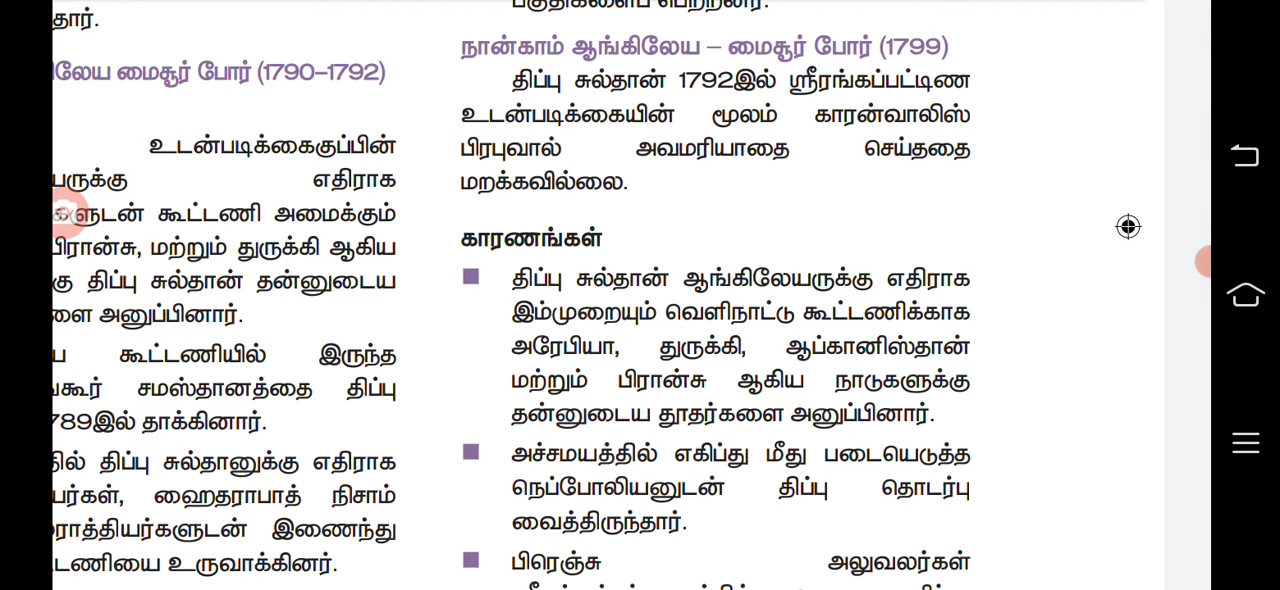 தார்.
லேய மைசூர் போர் (1790–1792)
உடன்படிக்கைகுப்பின்
யருக்கு எதிராக
களுடன் கூட்டணி அமைக்கும்
பிரான்சு, மற்றும் துருக்கி ஆகிய
கு திப்பு சுல்தான் தன்னுடைய
ளை அனுப்பினார்.
ய கூட்டணியில் இருந்த
கூர் சமஸ்தானத்தை திப்பு
789இல் தாக்கினார்.
தில் திப்பு சுல்தானுக்கு எதிராக
யர்கள், ஹைதராபாத் நிசாம்
ராத்தியர்களுடன் இணைந்து
டணியை உருவாக்கினர்.
நான்காம் ஆங்கிலேய – மைசூர் போர் (1799)
திப்பு சுல்தான் 1792இல் ஸ்ரீரங்கப்பட்டிண
உடன்படிக்கையின் மூலம் காரன்வாலிஸ்
பிரபுவால் அவமரியாதை செய்ததை
மறக்கவில்லை.
காரணங்கள்
திப்பு சுல்தான் ஆங்கிலேயருக்கு எதிராக
இம்முறையும் வெளிநாட்டு கூட்டணிக்காக
அரேபியா, துருக்கி, ஆப்கானிஸ்தான்
மற்றும் பிரான்சு ஆகிய நாடுகளுக்கு
தன்னுடைய தூதர்களை அனுப்பினார்.
அச்சமயத்தில் எகிப்து மீது படையெடுத்த
நெப்போலியனுடன் திப்பு தொடர்பு
வைத்திருந்தார்.
பிரெஞ்சு அலுவலர்கள்